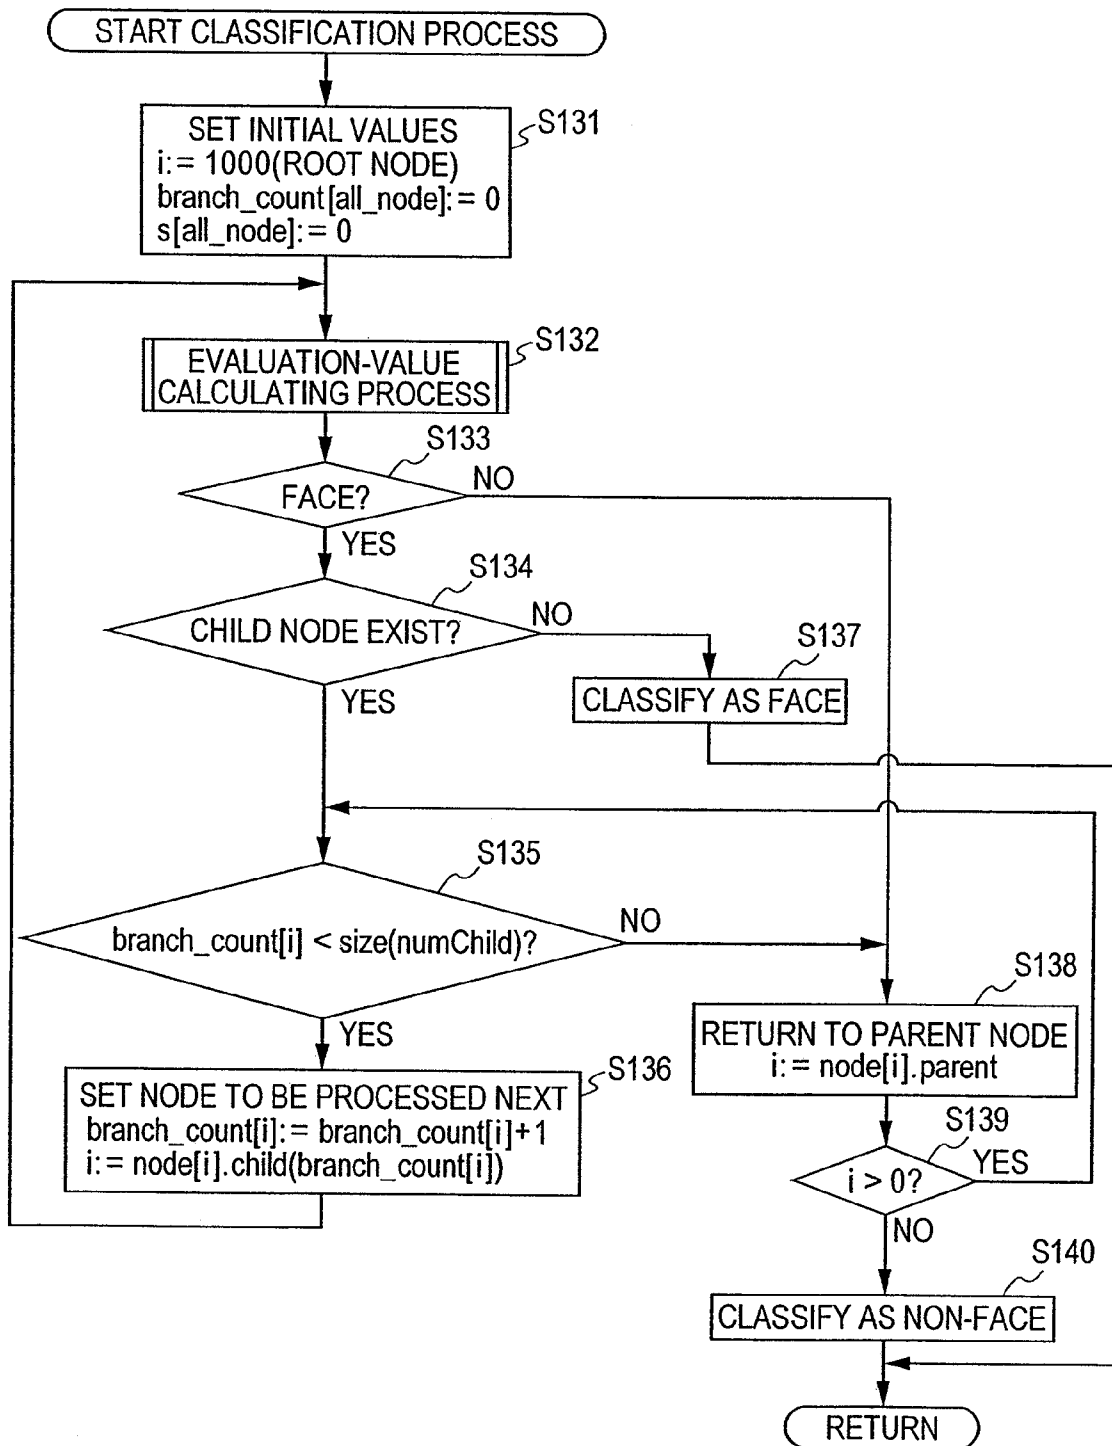 START CLASSIFICATION PROCESS
SET INITIAL VALUES
i:= 1000(ROOT NODE)
branch_count[all_node]:= 0
s[all_node]:= 0
S131
EVALUATION-VALUE
CALCULATING PROCESS
S132
FACE?
S133
NO
YES
CHILD NODE EXIST?
S134
NO
YES
CLASSIFY AS FACE
S137
branch_count[i] < size(numChild)?
S135
NO
YES
SET NODE TO BE PROCESSED NEXT
branch_count[i]:= branch_count[i]+1
i:= node[i].child(branch_count[i])
S136
RETURN TO PARENT NODE
i:= node[i].parent
S138
i > 0?
S139
YES
NO
CLASSIFY AS NON-FACE
S140
RETURN